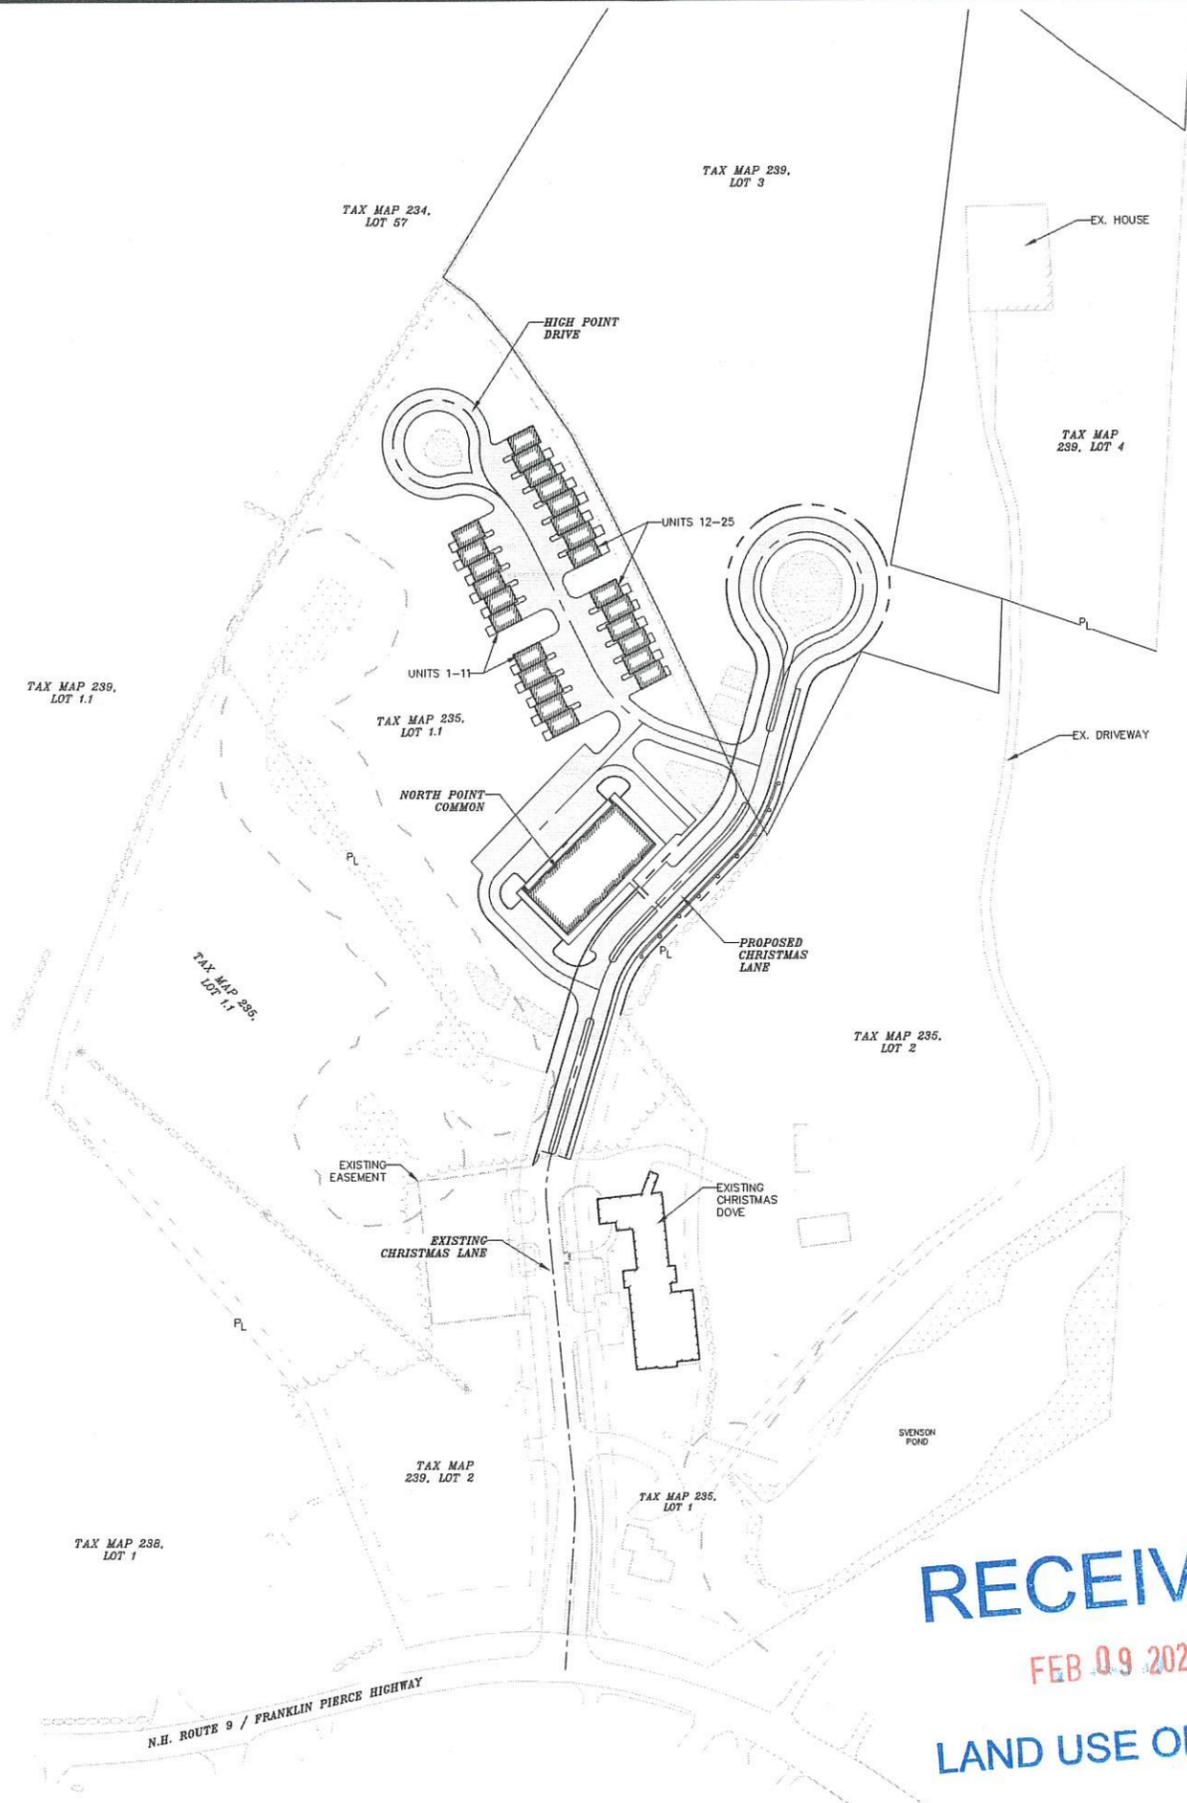 TAX MAP 239,
LOT 3
TAX MAP 234,
LOT 57
EX. HOUSE
HIGH POINT
DRIVE
TAX MAP
239, LOT 4
UNITS 12-25
PL
UNITS 1-11
TAX MAP 239,
LOT 1.1
TAX MAP 235,
LOT 1.1
EX. DRIVEWAY
NORTH POINT
COMMON
PL
PROPOSED
CHRISTMAS
LANE
PL
TAX MAP 235,
LOT 1.1
TAX MAP 235,
LOT 2
EXISTING
EASEMENT
EXISTING
CHRISTMAS
DOVE
EXISTING
CHRISTMAS LANE
PL
SVENSON
POND
TAX MAP
239, LOT 2
TAX MAP 235,
LOT 1
TAX MAP 238,
LOT 1
RECEIV
FEB 09 202
N.H. ROUTE 9 / FRANKLIN PIERCE HIGHWAY
LAND USE O